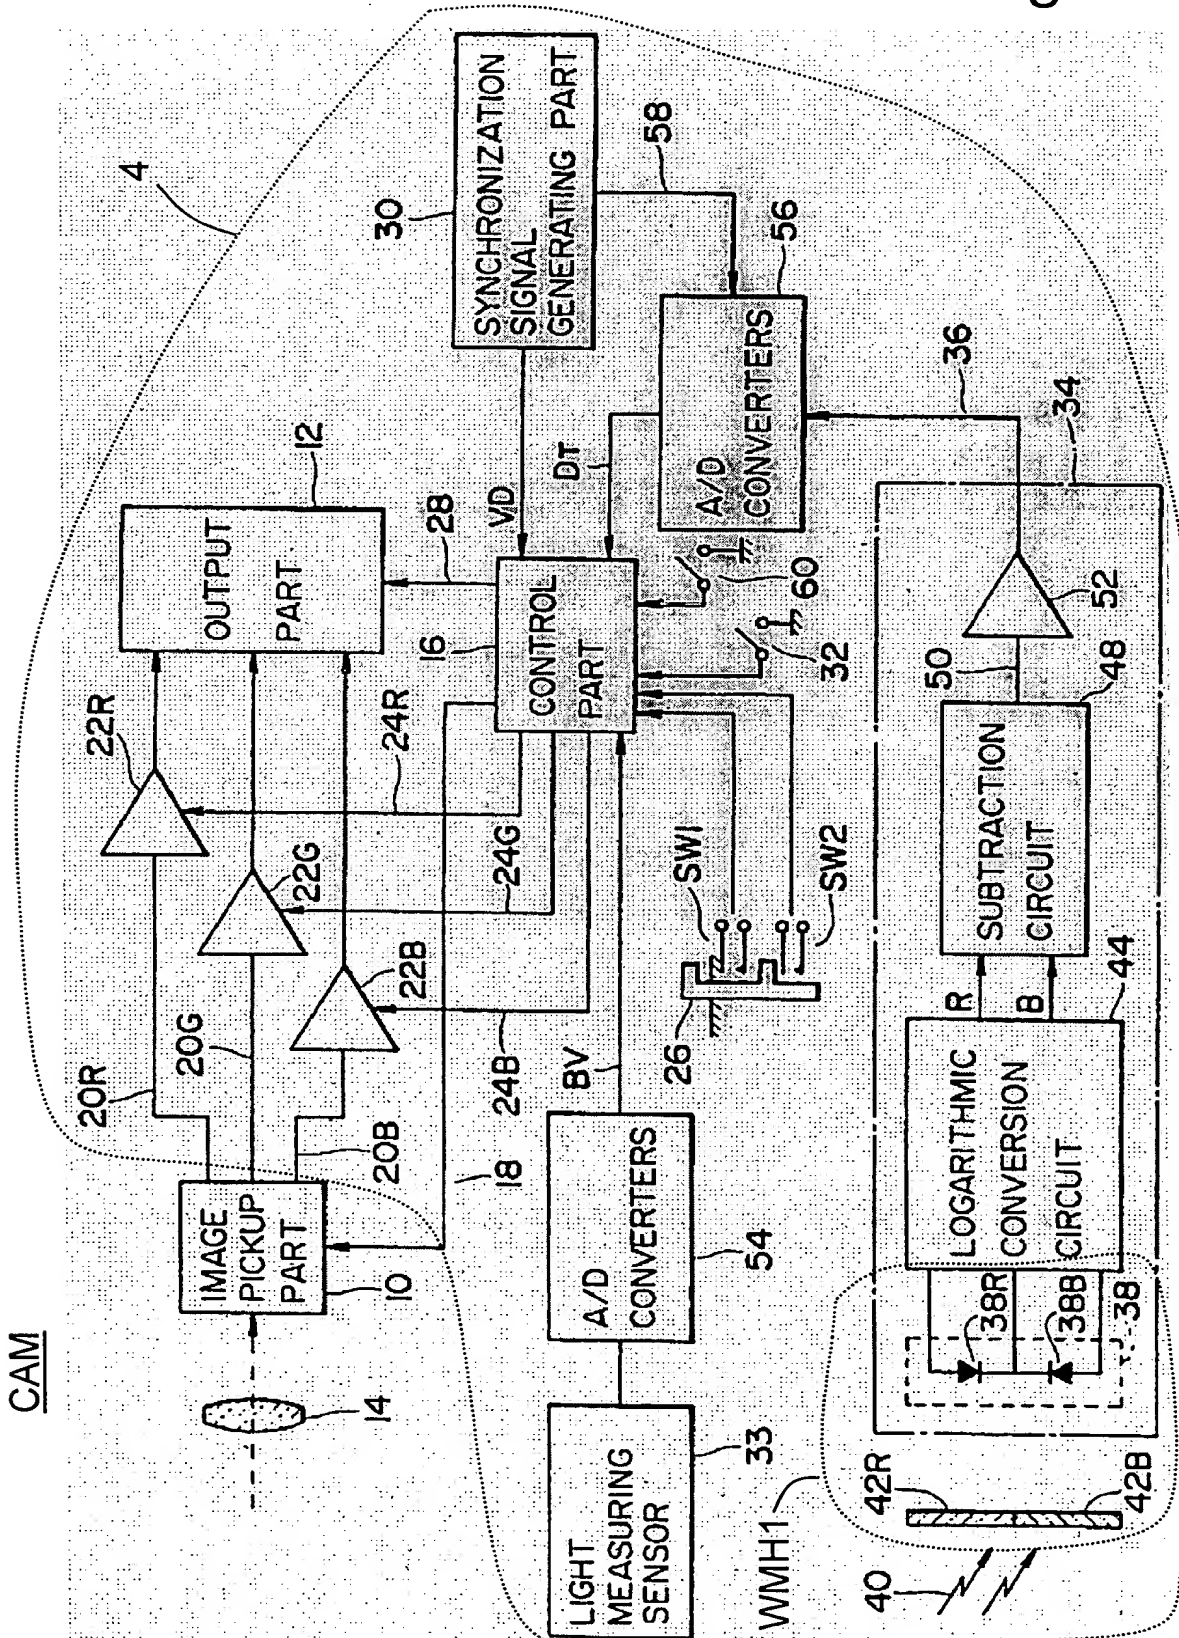 CAM
4
IMAGE
PICKUP
PART
10
14
18
20R
20G
20B
22R
22G
22B
24R
24G
24B
OUTPUT
PART
12
28
CONTROL
PART
16
VD
DT
SYNCHRONIZATION
SIGNAL
GENERATING PART
30
58
A/D
CONVERTERS
56
36
60
32
SW1
SW2
26
BV
A/D
CONVERTERS
54
LIGHT
MEASURING
SENSOR
33
WMH1
40
42R
42B
38R
38B
38
LOGARITHMIC
CONVERSION
CIRCUIT
44
R
B
SUBTRACTION
CIRCUIT
48
50
52
34